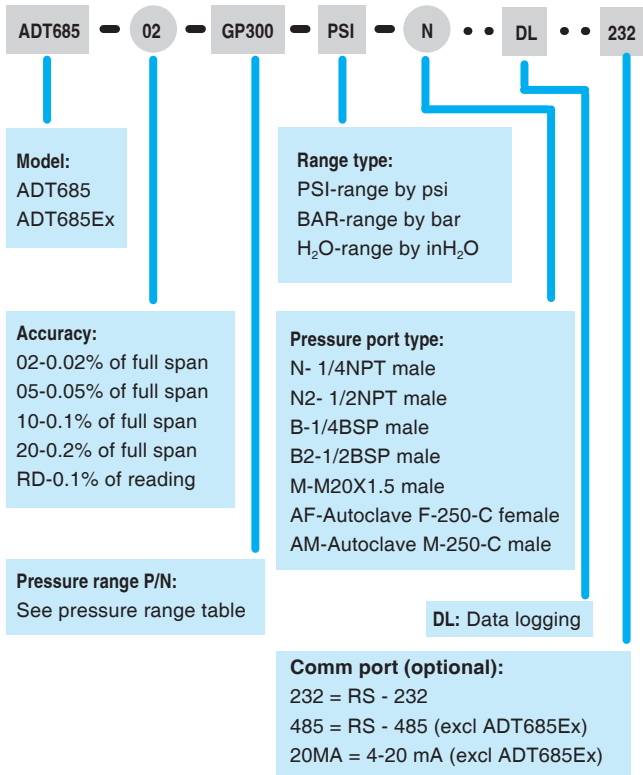 ADT685 – 02 – GP300 – PSI – N • • DL • • 232
Model:
ADT685
ADT685Ex
Range type:
PSI-range by psi
BAR-range by bar
H₂O-range by inH₂O
Accuracy:
02-0.02% of full span
05-0.05% of full span
10-0.1% of full span
20-0.2% of full span
RD-0.1% of reading
Pressure port type:
N- 1/4NPT male
N2- 1/2NPT male
B-1/4BSP male
B2-1/2BSP male
M-M20X1.5 male
AF-Autoclave F-250-C female
AM-Autoclave M-250-C male
Pressure range P/N:
See pressure range table
DL: Data logging
Comm port (optional):
232 = RS - 232
485 = RS - 485 (excl ADT685Ex)
20MA = 4-20 mA (excl ADT685Ex)